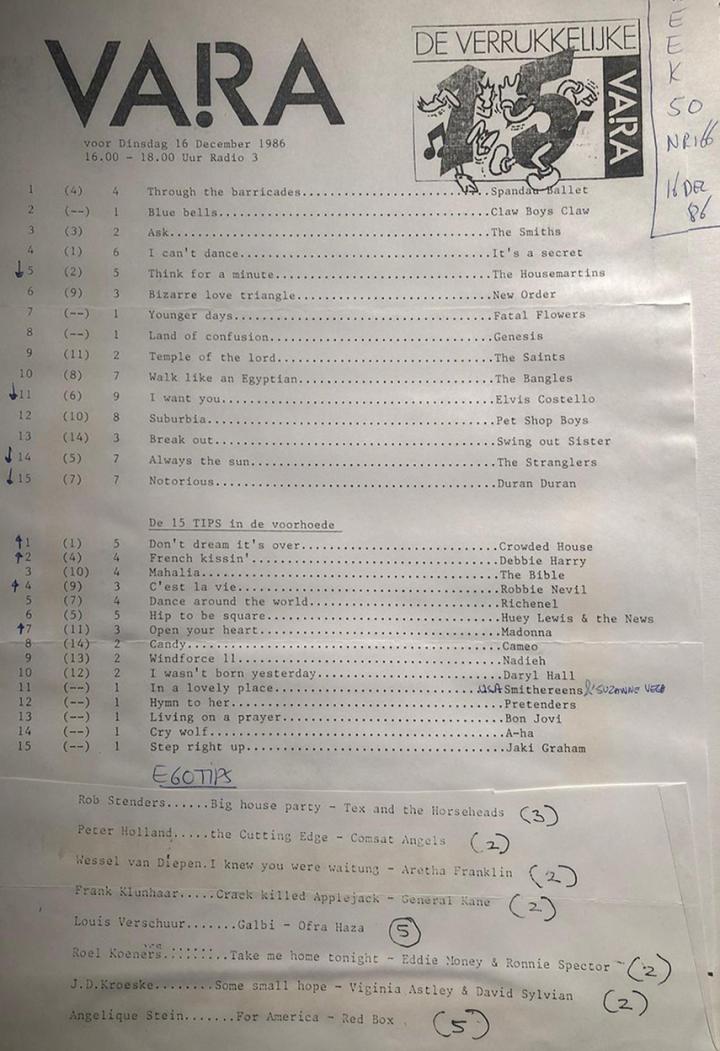 VARA
DE VERRUKKELIJKE
15
VARA
WEEK
50
NR 166
16 DEC
86
voor Dinsdag 16 December 1986
16.00 - 18.00 Uur Radio 3
1 (4) 4 Through the barricades....................Spandau Ballet
2 (--) 1 Blue bells....................Claw Boys Claw
3 (3) 2 Ask....................The Smiths
4 (1) 6 I can't dance....................It's a secret
↓5 (2) 5 Think for a minute....................The Housemartins
6 (9) 3 Bizarre love triangle....................New Order
7 (--) 1 Younger days....................Fatal Flowers
8 (--) 1 Land of confusion....................Genesis
9 (11) 2 Temple of the lord....................The Saints
10 (8) 7 Walk like an Egyptian....................The Bangles
↓11 (6) 9 I want you....................Elvis Costello
12 (10) 8 Suburbia....................Pet Shop Boys
13 (14) 3 Break out....................Swing out Sister
↓14 (5) 7 Always the sun....................The Stranglers
↓15 (7) 7 Notorious....................Duran Duran
De 15 TIPS in de voorhoede
↑1 (1) 5 Don't dream it's over....................Crowded House
↑2 (4) 4 French kissin'....................Debbie Harry
3 (10) 4 Mahalia....................The Bible
↑4 (9) 3 C'est la vie....................Robbie Nevil
5 (7) 4 Dance around the world....................Richenel
6 (5) 5 Hip to be square....................Huey Lewis & the News
↑7 (11) 3 Open your heart....................Madonna
8 (14) 2 Candy....................Cameo
9 (13) 2 Windforce 11....................Nadieh
10 (12) 2 I wasn't born yesterday....................Daryl Hall
11 (--) 1 In a lovely place....................USA Smithereens SUZANNE VEGA
12 (--) 1 Hymn to her....................Pretenders
13 (--) 1 Living on a prayer....................Bon Jovi
14 (--) 1 Cry wolf....................A-ha
15 (--) 1 Step right up....................Jaki Graham
EGOTIPS
Rob Stenders......Big house party - Tex and the Horseheads (3)
Peter Holland.....the Cutting Edge - Comsat Angels (2)
Wessel van Diepen.I knew you were waitung - Aretha Franklin (2)
Frank Klunhaar.....Crack killed Applejack - General Kane (2)
Louis Verschuur.......Galbi - Ofra Haza 5
Roel Koeners.........Take me home tonight - Eddie Money & Ronnie Spector (2)
J.D.Kroeske........Some small hope - Viginia Astley & David Sylvian (2)
Angelique Stein.......For America - Red Box (5)